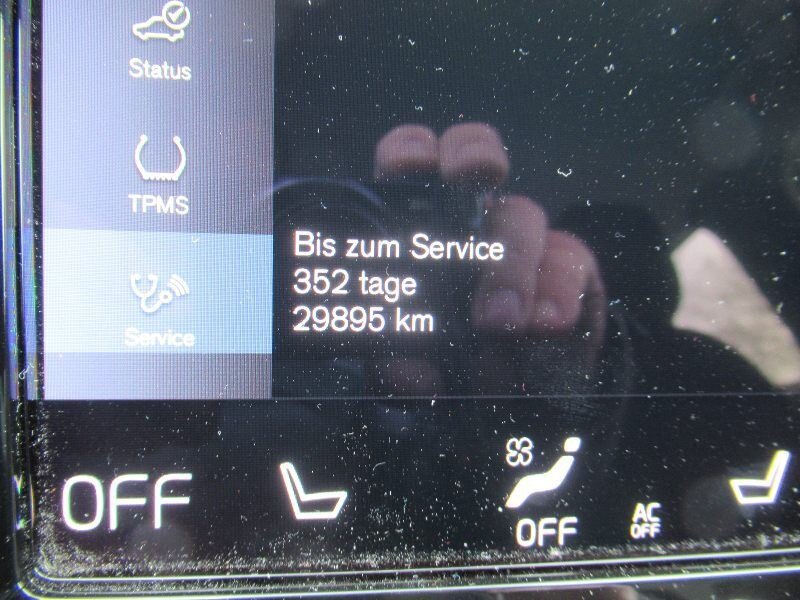 Status
TPMS
Service
Bis zum Service
352 tage
29895 km
OFF
OFF
AC
OFF